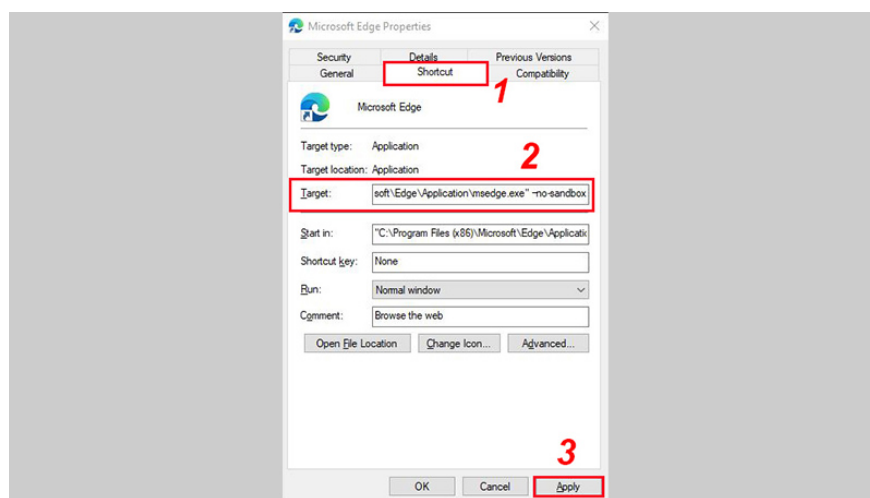 Microsoft Edge Properties
Security Details Previous Versions
General Shortcut Compatibility
1
Microsoft Edge
Target type: Application
2
Target location: Application
Target: soft\Edge\Application\msedge.exe" –no-sandbox
Start in: "C:\Program Files (x86)\Microsoft\Edge\Applicatic
Shortcut key: None
Run: Normal window
Comment: Browse the web
Open File Location Change Icon... Advanced...
3
OK Cancel Apply